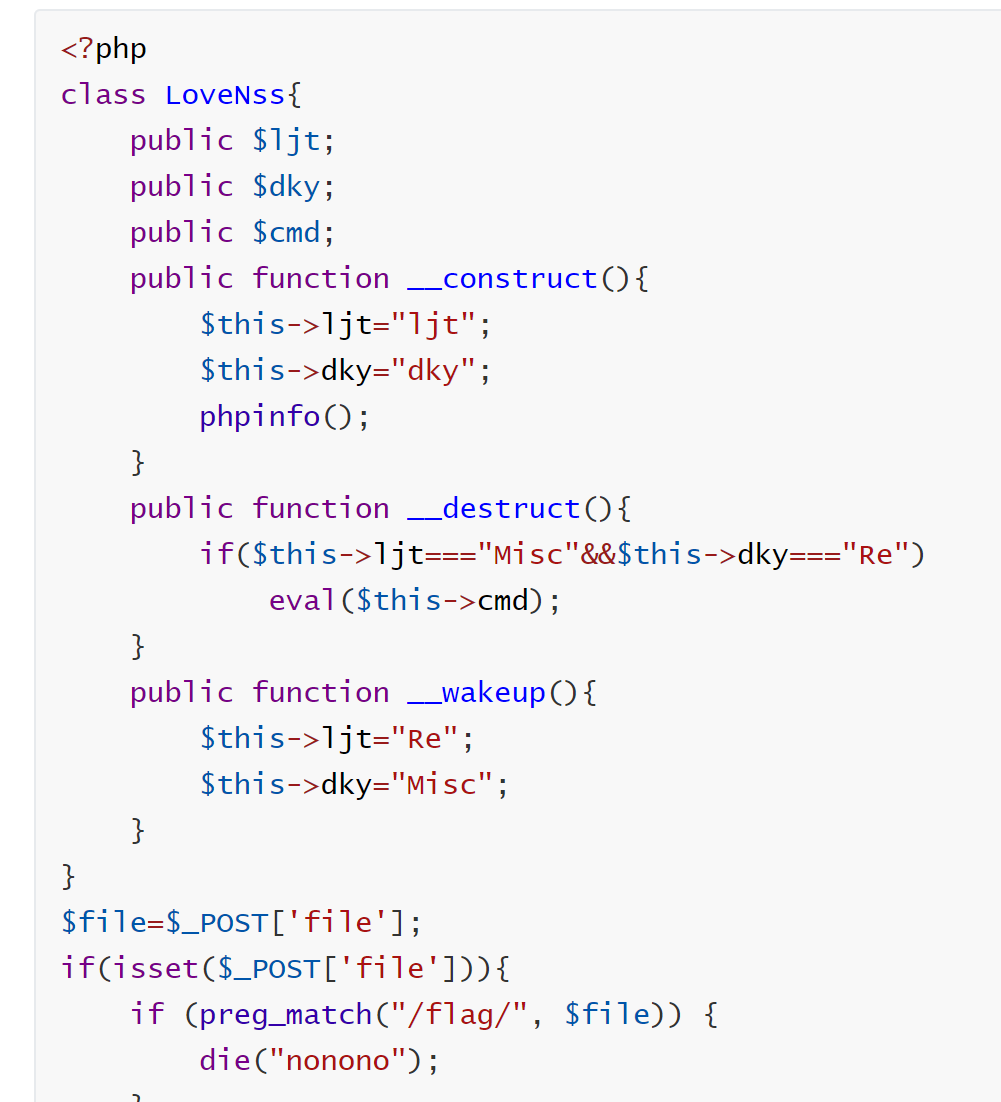 <?php
class LoveNss{
    public $ljt;
    public $dky;
    public $cmd;
    public function __construct(){
        $this->ljt="ljt";
        $this->dky="dky";
        phpinfo();
    }
    public function __destruct(){
        if($this->ljt==="Misc"&&$this->dky==="Re")
            eval($this->cmd);
    }
    public function __wakeup(){
        $this->ljt="Re";
        $this->dky="Misc";
    }
}
$file=$_POST['file'];
if(isset($_POST['file'])){
    if (preg_match("/flag/", $file)) {
        die("nonono");
    }